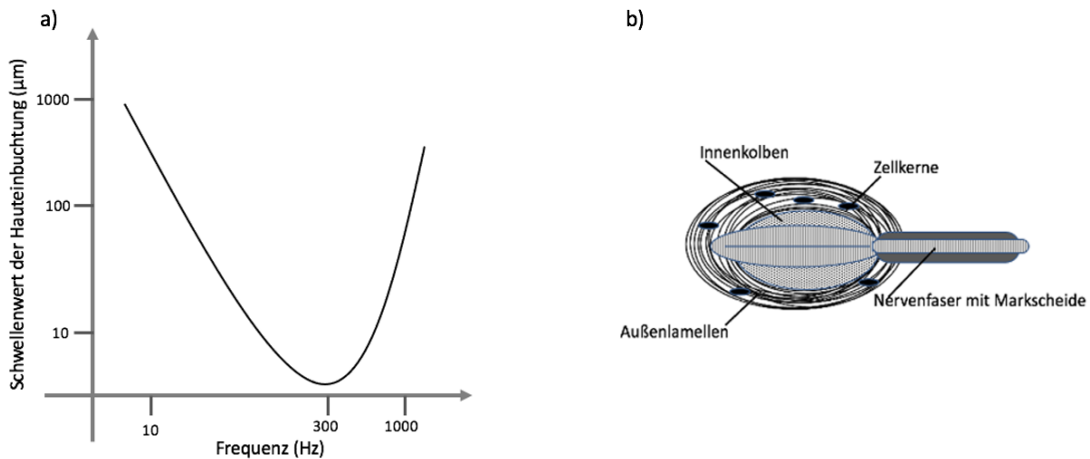 a)
Schwellenwert der Hauteinbuchtung (µm)
1000
100
10
10
300
1000
Frequenz (Hz)
b)
Innenkolben
Zellkerne
Nervenfaser mit Markscheide
Außenlamellen